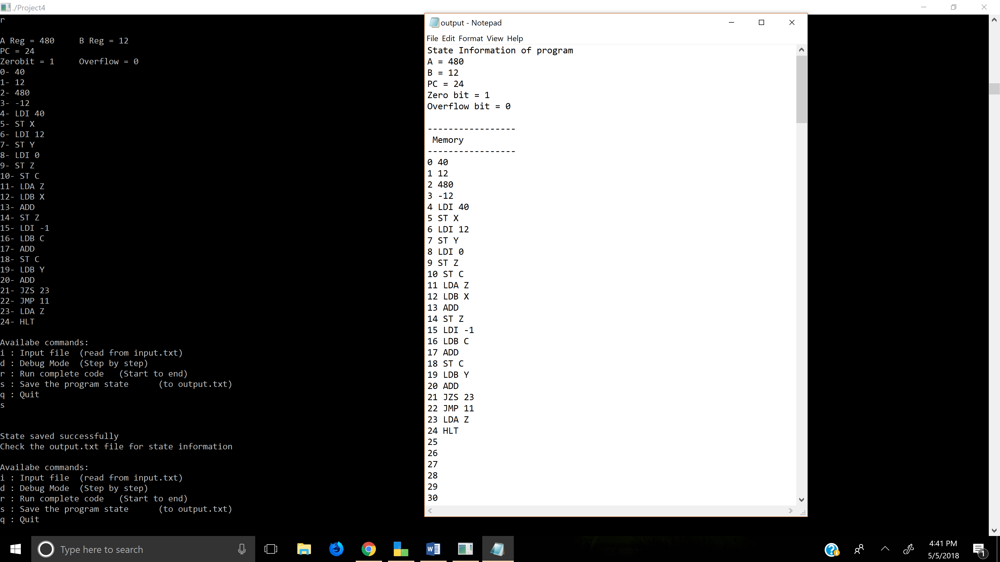 ./Project4
r
A Reg = 480     B Reg = 12
PC = 24
Zerobit = 1     Overflow = 0
0- 40
1- 12
2- 480
3- -12
4- LDI 40
5- ST X
6- LDI 12
7- ST Y
8- LDI 0
9- ST Z
10- ST C
11- LDA Z
12- LDB X
13- ADD
14- ST Z
15- LDI -1
16- LDB C
17- ADD
18- ST C
19- LDB Y
20- ADD
21- JZS 23
22- JMP 11
23- LDA Z
24- HLT
Availabe commands:
i : Input file  (read from input.txt)
d : Debug Mode  (Step by step)
r : Run complete code   (Start to end)
s : Save the program state      (to output.txt)
q : Quit
s
State saved successfully
Check the output.txt file for state information
Availabe commands:
i : Input file  (read from input.txt)
d : Debug Mode  (Step by step)
r : Run complete code   (Start to end)
s : Save the program state      (to output.txt)
q : Quit
output - Notepad
File Edit Format View Help
State Information of program
A = 480
B = 12
PC = 24
Zero bit = 1
Overflow bit = 0
-----------------
 Memory
-----------------
0 40
1 12
2 480
3 -12
4 LDI 40
5 ST X
6 LDI 12
7 ST Y
8 LDI 0
9 ST Z
10 ST C
11 LDA Z
12 LDB X
13 ADD
14 ST Z
15 LDI -1
16 LDB C
17 ADD
18 ST C
19 LDB Y
20 ADD
21 JZS 23
22 JMP 11
23 LDA Z
24 HLT
25
26
27
28
29
30
Type here to search
W
?
4:41 PM
5/5/2018
1